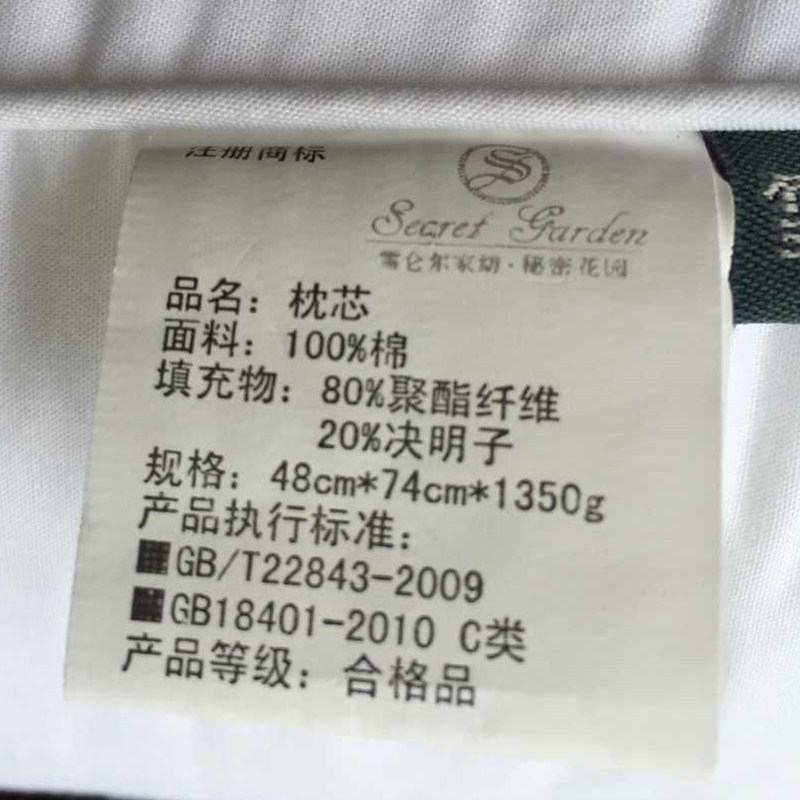 注册商标
Secret Garden
雪仑尔家纺·秘密花园
品名：枕芯
面料：100%棉
填充物：80%聚酯纤维
20%决明子
规格：48cm*74cm*1350g
产品执行标准：
■GB/T22843-2009
■GB18401-2010 C类
产品等级：合格品